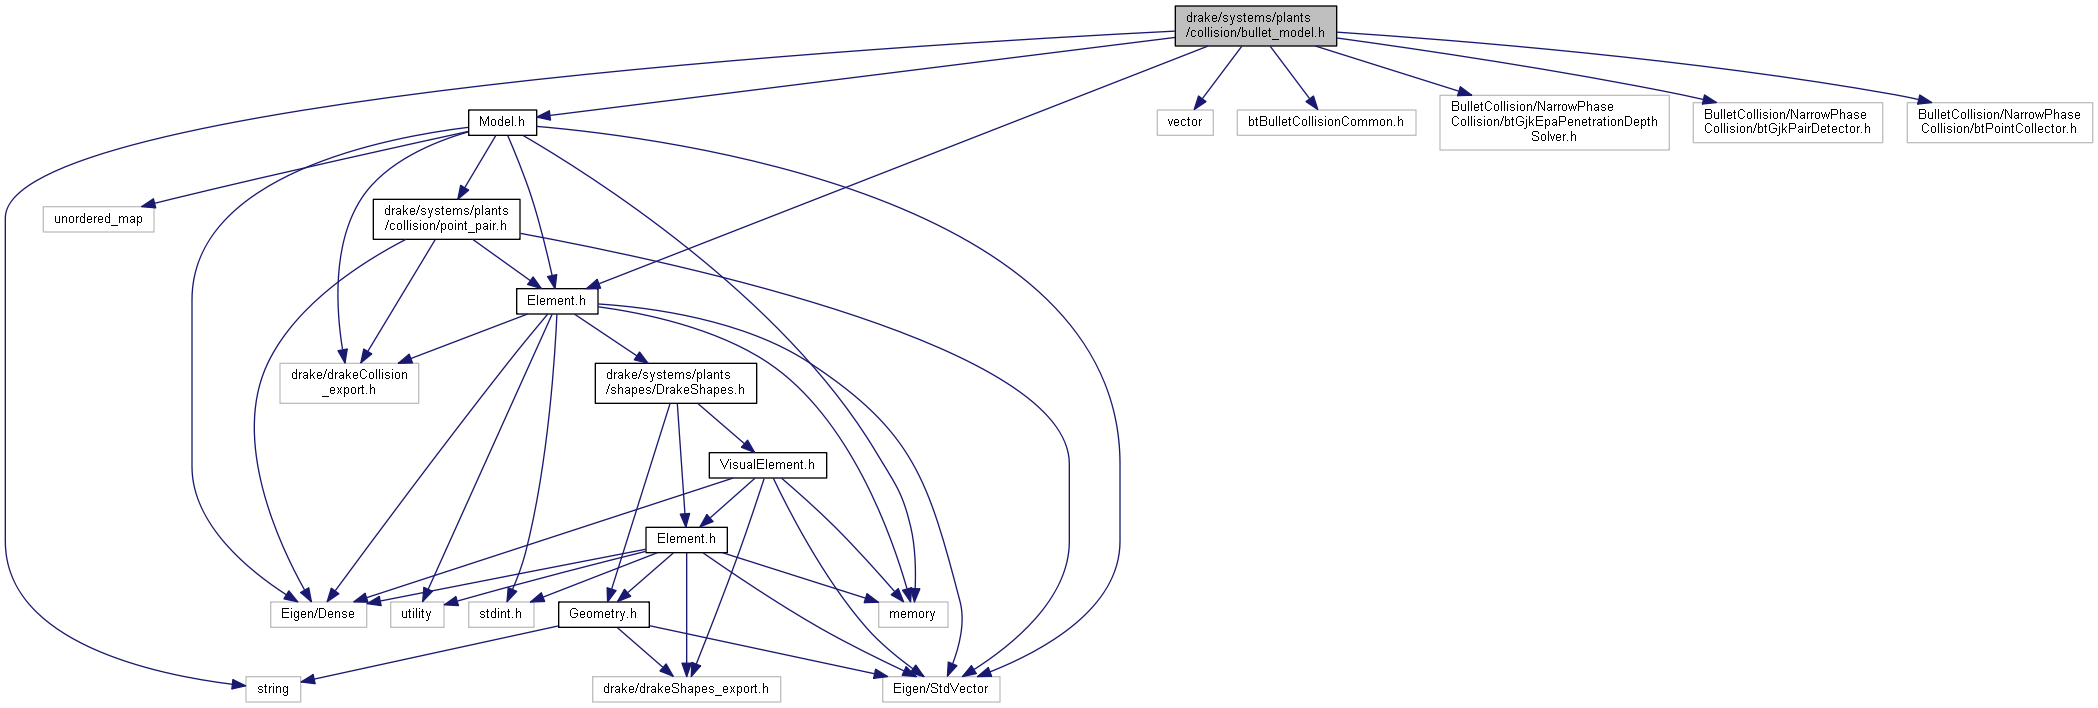 drake/systems/plants
/collision/bullet_model.h
Model.h
vector
btBulletCollisionCommon.h
BulletCollision/NarrowPhase
Collision/btGjkEpaPenetrationDepth
Solver.h
BulletCollision/NarrowPhase
Collision/btGjkPairDetector.h
BulletCollision/NarrowPhase
Collision/btPointCollector.h
unordered_map
drake/systems/plants
/collision/point_pair.h
Element.h
drake/drakeCollision
_export.h
drake/systems/plants
/shapes/DrakeShapes.h
VisualElement.h
Element.h
Eigen/Dense
utility
stdint.h
Geometry.h
memory
string
drake/drakeShapes_export.h
Eigen/StdVector